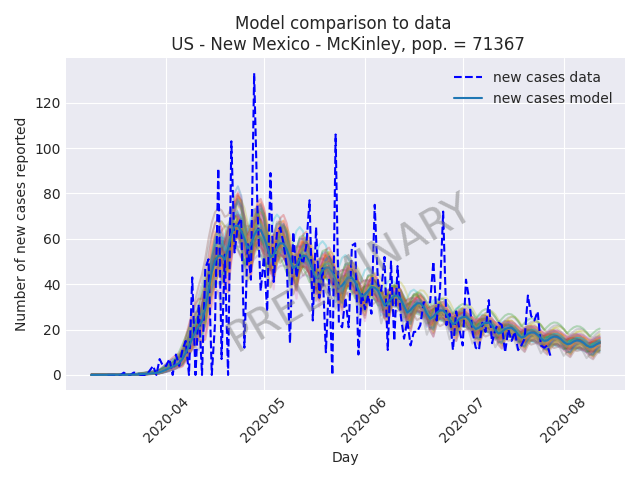 Model comparison to data
US - New Mexico - McKinley, pop. = 71367
new cases data
new cases model
Number of new cases reported
120
100
80
60
40
20
0
PRELIMINARY
2020-04
2020-05
2020-06
2020-07
2020-08
Day